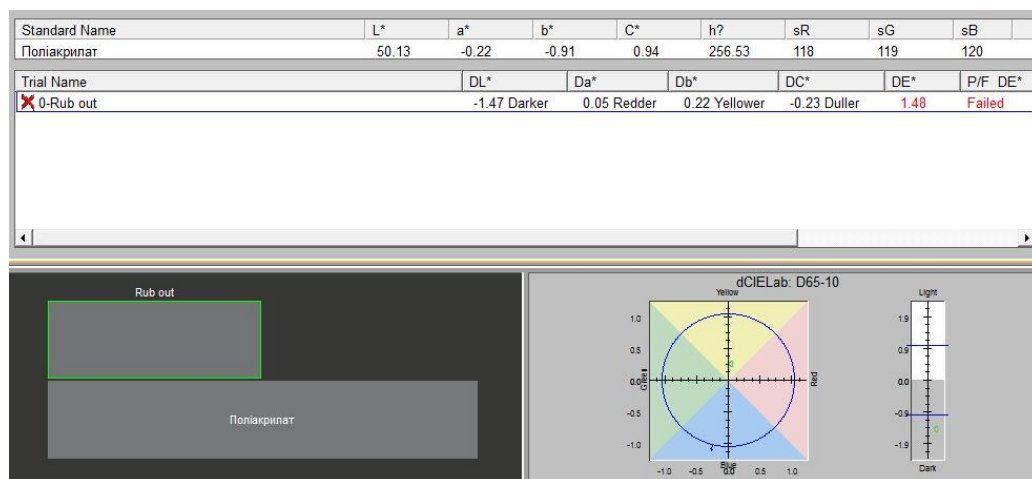 Standard Name L* a* b* C* h? sR sG sB
Поліакрилат 50.13 -0.22 -0.91 0.94 256.53 118 119 120
Trial Name DL* Da* Db* DC* DE* P/F DE*
0-Rub out -1.47 Darker 0.05 Redder 0.22 Yellower -0.23 Duller 1.48 Failed
Rub out
Поліакрилат
dCIELab: D65-10
Yellow
Light
1.0
0.5
0.0
-0.5
-1.0
Green
Red
Blue
-1.0 -0.5 0.0 0.5 1.0
1.9
0.9
0.0
-0.9
-1.9
Dark